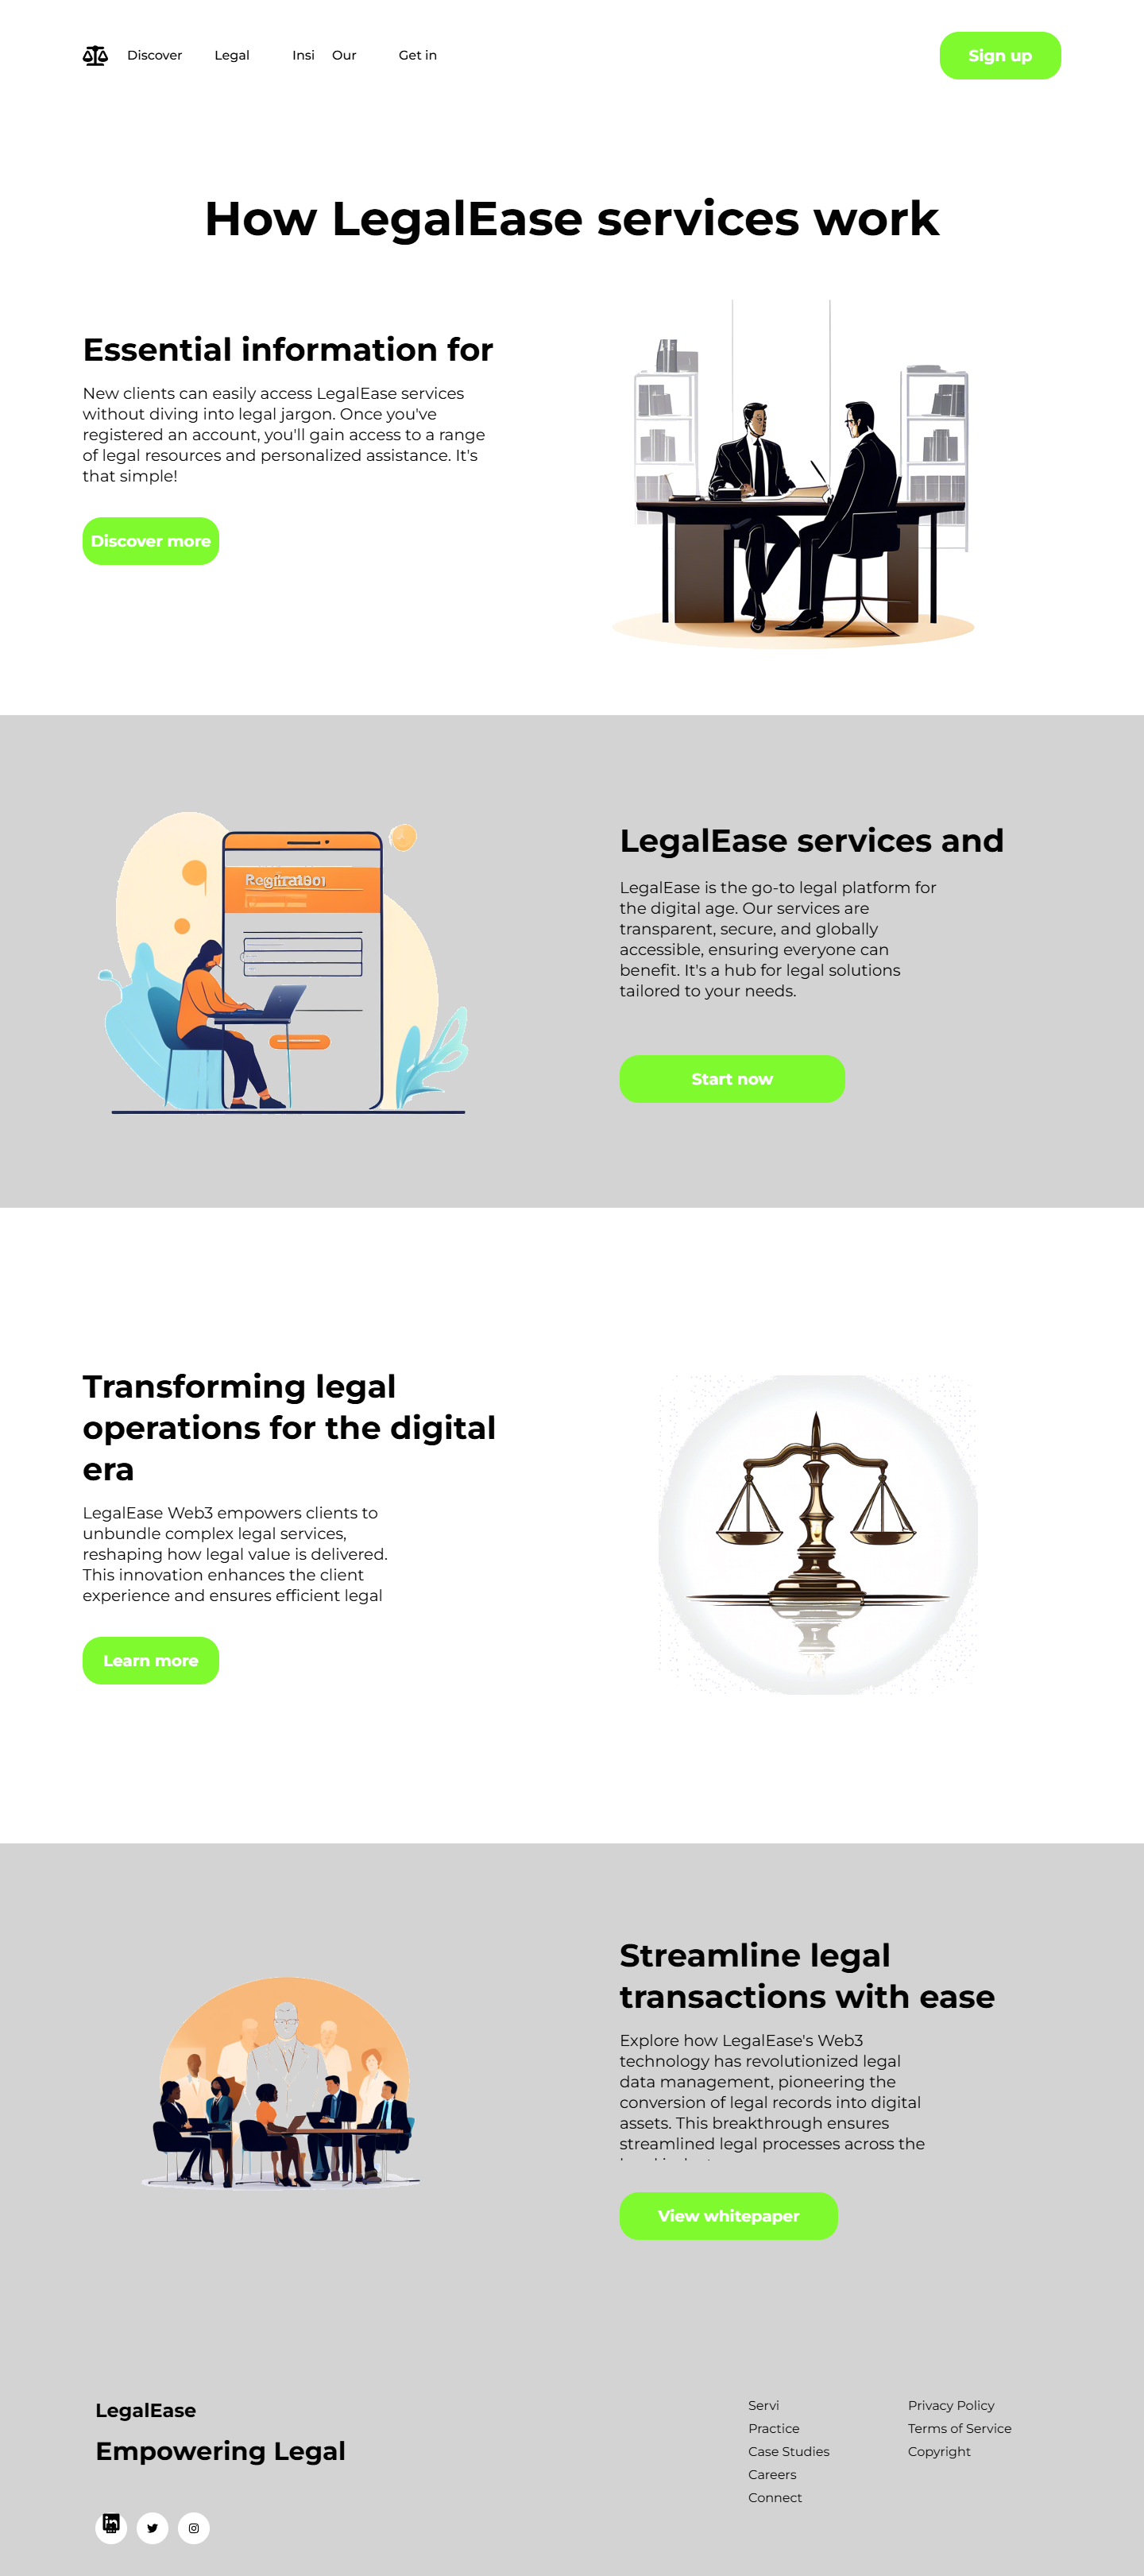 Discover Legal Insi Our Get in Sign up
How LegalEase services work
Essential information for
New clients can easily access LegalEase services
without diving into legal jargon. Once you've
registered an account, you'll gain access to a range
of legal resources and personalized assistance. It's
that simple!
Discover more
LegalEase services and
LegalEase is the go-to legal platform for
the digital age. Our services are
transparent, secure, and globally
accessible, ensuring everyone can
benefit. It's a hub for legal solutions
tailored to your needs.
Start now
Transforming legal
operations for the digital
era
LegalEase Web3 empowers clients to
unbundle complex legal services,
reshaping how legal value is delivered.
This innovation enhances the client
experience and ensures efficient legal
Learn more
Streamline legal
transactions with ease
Explore how LegalEase's Web3
technology has revolutionized legal
data management, pioneering the
conversion of legal records into digital
assets. This breakthrough ensures
streamlined legal processes across the
View whitepaper
LegalEase
Empowering Legal
Servi
Practice
Case Studies
Careers
Connect
Privacy Policy
Terms of Service
Copyright